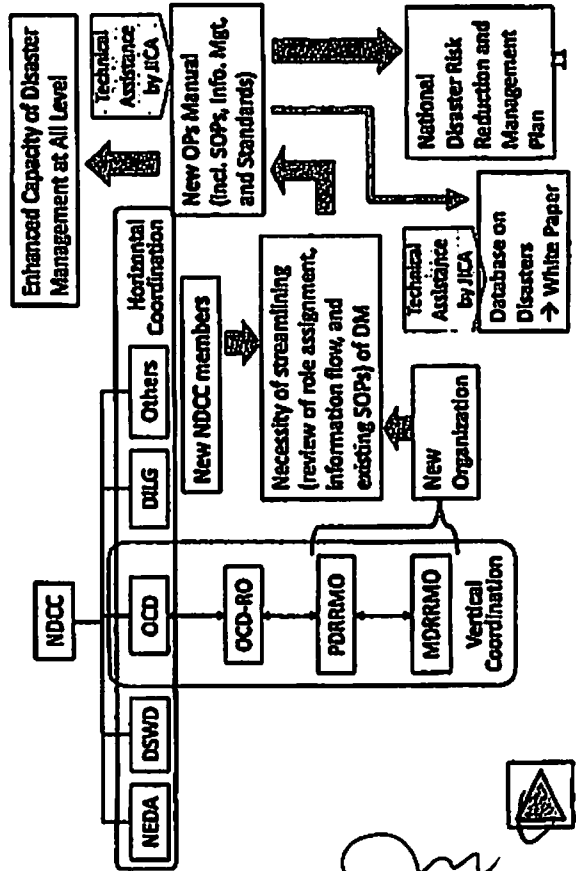 NDCC
NEDA
DSWD
OCD
DILG
Others
Horizontal
Coordination
OCD-RO
PDRRMO
MDRRMO
Vertical
Coordination
New
Organization
New NDCC members
Necessity of streamlining
(review of role assignment,
information flow, and
existing SOPs) of DM
Enhanced Capacity of Disaster
Management at All Level
Technical
Assistance
by JICA
New OPs Manual
(incl. SOPs, Info. Mgt.
and Standards)
Technical
Assistance
by JICA
Database on
Disasters
→ White Paper
National
Disaster Risk
Reduction and
Management
Plan